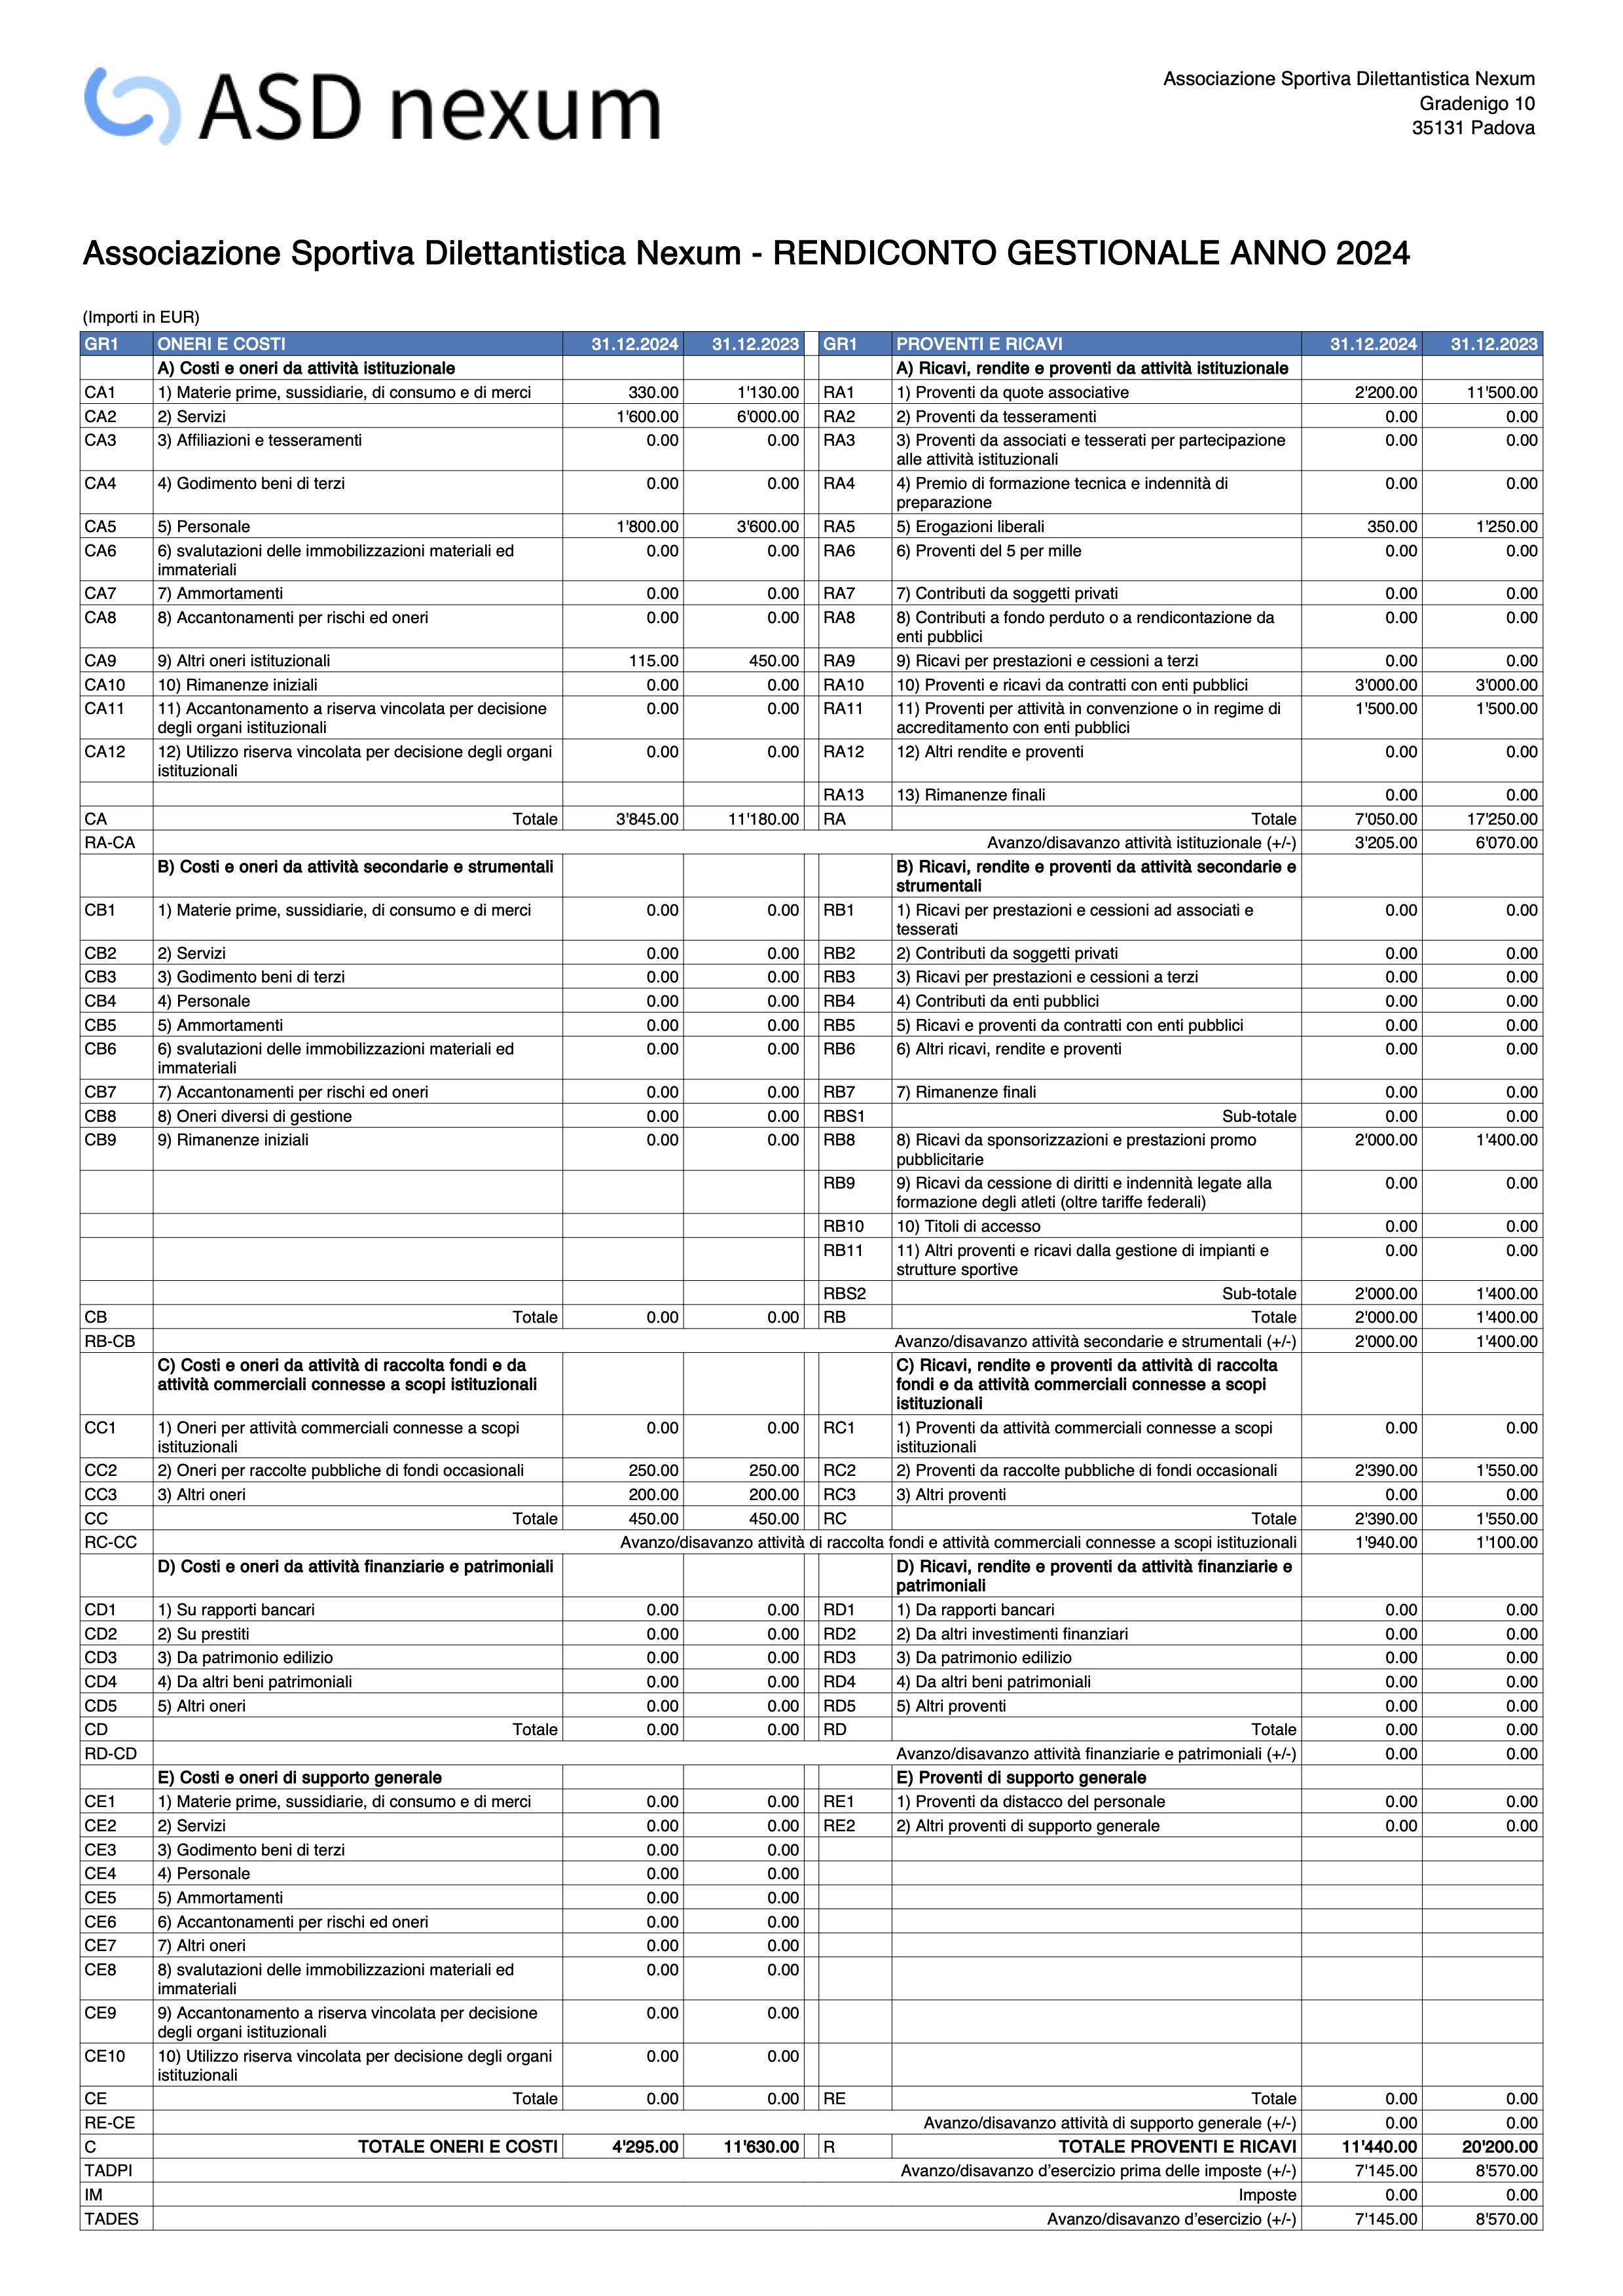 ASD nexum
Associazione Sportiva Dilettantistica Nexum
Gradenigo 10
35131 Padova
Associazione Sportiva Dilettantistica Nexum - RENDICONTO GESTIONALE ANNO 2024
(Importi in EUR)
GR1 ONERI E COSTI 31.12.2024 31.12.2023 GR1 PROVENTI E RICAVI 31.12.2024 31.12.2023
A) Costi e oneri da attività istituzionale A) Ricavi, rendite e proventi da attività istituzionale
CA1 1) Materie prime, sussidiarie, di consumo e di merci 330.00 1'130.00 RA1 1) Proventi da quote associative 2'200.00 11'500.00
CA2 2) Servizi 1'600.00 6'000.00 RA2 2) Proventi da tesseramenti 0.00 0.00
CA3 3) Affiliazioni e tesseramenti 0.00 0.00 RA3 3) Proventi da associati e tesserati per partecipazione 0.00 0.00
alle attività istituzionali
CA4 4) Godimento beni di terzi 0.00 0.00 RA4 4) Premio di formazione tecnica e indennità di 0.00 0.00
preparazione
CA5 5) Personale 1'800.00 3'600.00 RA5 5) Erogazioni liberali 350.00 1'250.00
CA6 6) svalutazioni delle immobilizzazioni materiali ed 0.00 0.00 RA6 6) Proventi del 5 per mille 0.00 0.00
immateriali
CA7 7) Ammortamenti 0.00 0.00 RA7 7) Contributi da soggetti privati 0.00 0.00
CA8 8) Accantonamenti per rischi ed oneri 0.00 0.00 RA8 8) Contributi a fondo perduto o a rendicontazione da 0.00 0.00
enti pubblici
CA9 9) Altri oneri istituzionali 115.00 450.00 RA9 9) Ricavi per prestazioni e cessioni a terzi 0.00 0.00
CA10 10) Rimanenze iniziali 0.00 0.00 RA10 10) Proventi e ricavi da contratti con enti pubblici 3'000.00 3'000.00
CA11 11) Accantonamento a riserva vincolata per decisione 0.00 0.00 RA11 11) Proventi per attività in convenzione o in regime di 1'500.00 1'500.00
degli organi istituzionali accreditamento con enti pubblici
CA12 12) Utilizzo riserva vincolata per decisione degli organi 0.00 0.00 RA12 12) Altri rendite e proventi 0.00 0.00
istituzionali
RA13 13) Rimanenze finali 0.00 0.00
CA Totale 3'845.00 11'180.00 RA Totale 7'050.00 17'250.00
RA-CA Avanzo/disavanzo attività istituzionale (+/-) 3'205.00 6'070.00
B) Costi e oneri da attività secondarie e strumentali B) Ricavi, rendite e proventi da attività secondarie e
strumentali
CB1 1) Materie prime, sussidiarie, di consumo e di merci 0.00 0.00 RB1 1) Ricavi per prestazioni e cessioni ad associati e 0.00 0.00
tesserati
CB2 2) Servizi 0.00 0.00 RB2 2) Contributi da soggetti privati 0.00 0.00
CB3 3) Godimento beni di terzi 0.00 0.00 RB3 3) Ricavi per prestazioni e cessioni a terzi 0.00 0.00
CB4 4) Personale 0.00 0.00 RB4 4) Contributi da enti pubblici 0.00 0.00
CB5 5) Ammortamenti 0.00 0.00 RB5 5) Ricavi e proventi da contratti con enti pubblici 0.00 0.00
CB6 6) svalutazioni delle immobilizzazioni materiali ed 0.00 0.00 RB6 6) Altri ricavi, rendite e proventi 0.00 0.00
immateriali
CB7 7) Accantonamenti per rischi ed oneri 0.00 0.00 RB7 7) Rimanenze finali 0.00 0.00
CB8 8) Oneri diversi di gestione 0.00 0.00 RBS1 Sub-totale 0.00 0.00
CB9 9) Rimanenze iniziali 0.00 0.00 RB8 8) Ricavi da sponsorizzazioni e prestazioni promo 2'000.00 1'400.00
pubblicitarie
RB9 9) Ricavi da cessione di diritti e indennità legate alla 0.00 0.00
formazione degli atleti (oltre tariffe federali)
RB10 10) Titoli di accesso 0.00 0.00
RB11 11) Altri proventi e ricavi dalla gestione di impianti e 0.00 0.00
strutture sportive
RBS2 Sub-totale 2'000.00 1'400.00
CB Totale 0.00 0.00 RB Totale 2'000.00 1'400.00
RB-CB Avanzo/disavanzo attività secondarie e strumentali (+/-) 2'000.00 1'400.00
C) Costi e oneri da attività di raccolta fondi e da C) Ricavi, rendite e proventi da attività di raccolta
attività commerciali connesse a scopi istituzionali fondi e da attività commerciali connesse a scopi
istituzionali
CC1 1) Oneri per attività commerciali connesse a scopi 0.00 0.00 RC1 1) Proventi da attività commerciali connesse a scopi 0.00 0.00
istituzionali istituzionali
CC2 2) Oneri per raccolte pubbliche di fondi occasionali 250.00 250.00 RC2 2) Proventi da raccolte pubbliche di fondi occasionali 2'390.00 1'550.00
CC3 3) Altri oneri 200.00 200.00 RC3 3) Altri proventi 0.00 0.00
CC Totale 450.00 450.00 RC Totale 2'390.00 1'550.00
RC-CC Avanzo/disavanzo attività di raccolta fondi e attività commerciali connesse a scopi istituzionali 1'940.00 1'100.00
D) Costi e oneri da attività finanziarie e patrimoniali D) Ricavi, rendite e proventi da attività finanziarie e
patrimoniali
CD1 1) Su rapporti bancari 0.00 0.00 RD1 1) Da rapporti bancari 0.00 0.00
CD2 2) Su prestiti 0.00 0.00 RD2 2) Da altri investimenti finanziari 0.00 0.00
CD3 3) Da patrimonio edilizio 0.00 0.00 RD3 3) Da patrimonio edilizio 0.00 0.00
CD4 4) Da altri beni patrimoniali 0.00 0.00 RD4 4) Da altri beni patrimoniali 0.00 0.00
CD5 5) Altri oneri 0.00 0.00 RD5 5) Altri proventi 0.00 0.00
CD Totale 0.00 0.00 RD Totale 0.00 0.00
RD-CD Avanzo/disavanzo attività finanziarie e patrimoniali (+/-) 0.00 0.00
E) Costi e oneri di supporto generale E) Proventi di supporto generale
CE1 1) Materie prime, sussidiarie, di consumo e di merci 0.00 0.00 RE1 1) Proventi da distacco del personale 0.00 0.00
CE2 2) Servizi 0.00 0.00 RE2 2) Altri proventi di supporto generale 0.00 0.00
CE3 3) Godimento beni di terzi 0.00 0.00
CE4 4) Personale 0.00 0.00
CE5 5) Ammortamenti 0.00 0.00
CE6 6) Accantonamenti per rischi ed oneri 0.00 0.00
CE7 7) Altri oneri 0.00 0.00
CE8 8) svalutazioni delle immobilizzazioni materiali ed 0.00 0.00
immateriali
CE9 9) Accantonamento a riserva vincolata per decisione 0.00 0.00
degli organi istituzionali
CE10 10) Utilizzo riserva vincolata per decisione degli organi 0.00 0.00
istituzionali
CE Totale 0.00 0.00 RE Totale 0.00 0.00
RE-CE Avanzo/disavanzo attività di supporto generale (+/-) 0.00 0.00
C TOTALE ONERI E COSTI 4'295.00 11'630.00 R TOTALE PROVENTI E RICAVI 11'440.00 20'200.00
TADPI Avanzo/disavanzo d'esercizio prima delle imposte (+/-) 7'145.00 8'570.00
IM Imposte 0.00 0.00
TADES Avanzo/disavanzo d'esercizio (+/-) 7'145.00 8'570.00